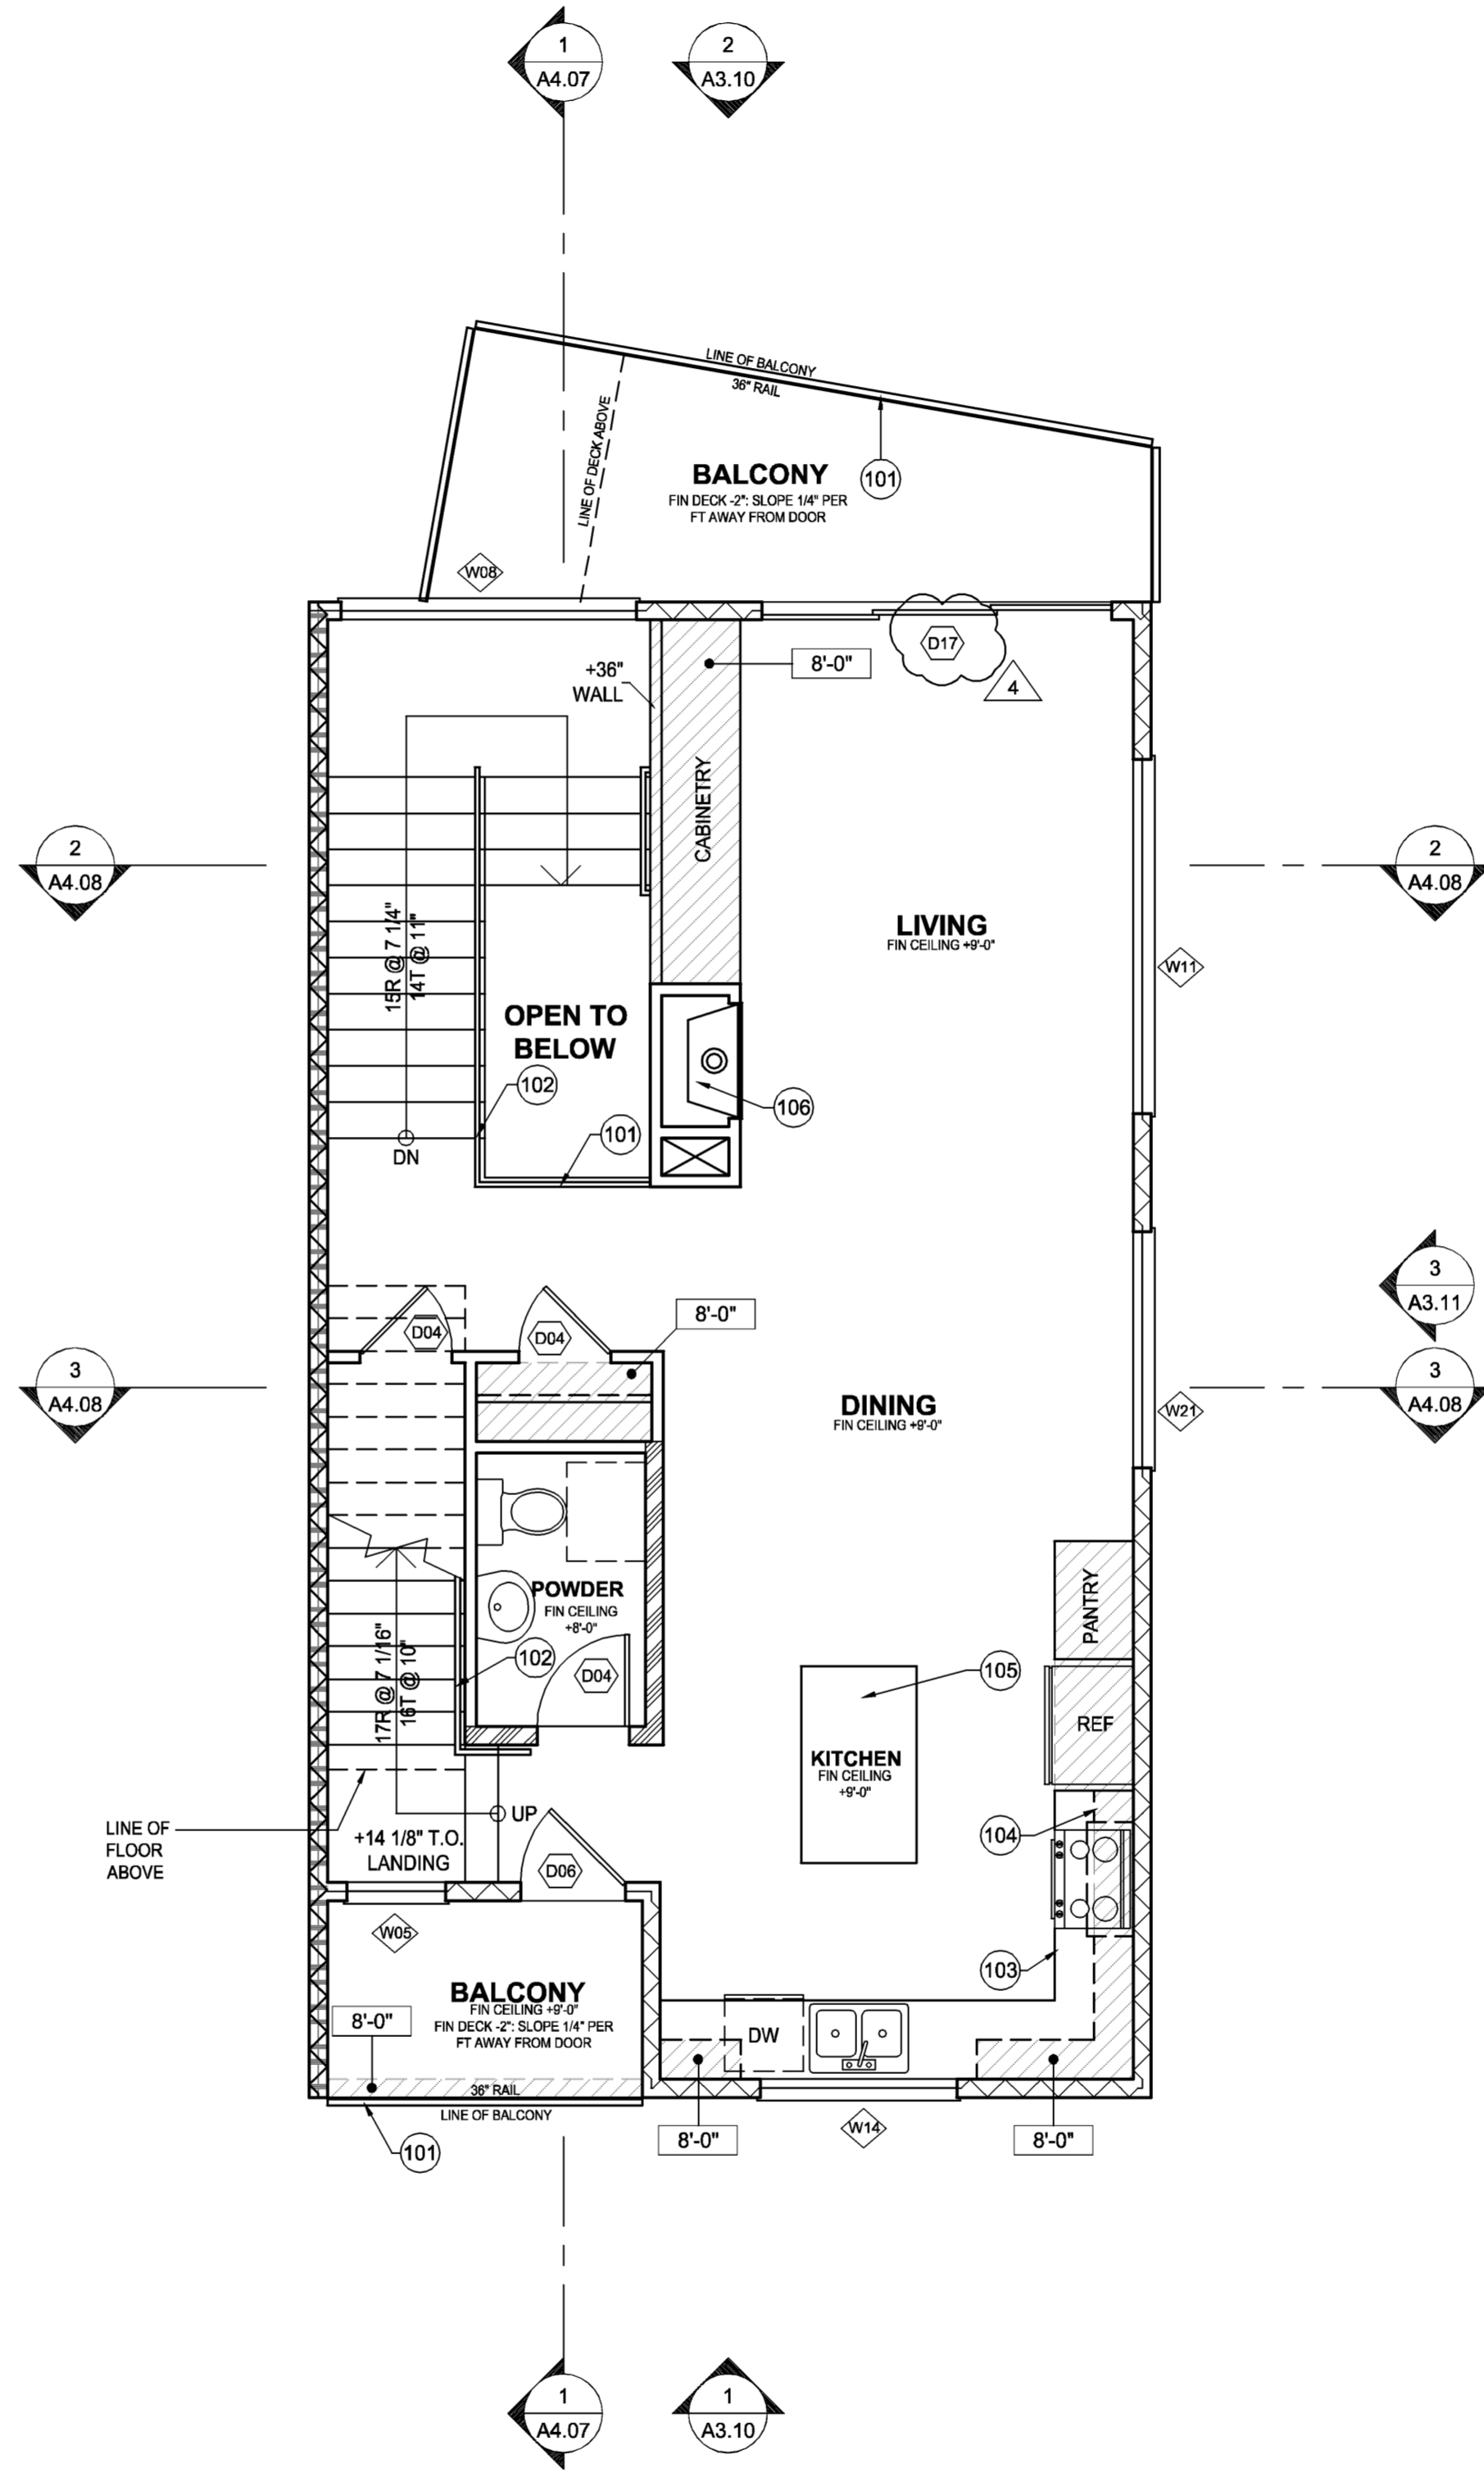 1
A4.07
2
A3.10
LINE OF BALCONY
36" RAIL
LINE OF DECK ABOVE
BALCONY
101
FIN DECK -2": SLOPE 1/4" PER
FT AWAY FROM DOOR
W08
D17
4
8'-0"
+36"
WALL
CABINETRY
2
A4.08
2
A4.08
15R @ 7 1/4"
14T @ 11"
LIVING
FIN CEILING +9'-0"
W11
OPEN TO
BELOW
102
106
101
DN
3
A3.11
8'-0"
D04
D04
3
A4.08
3
A4.08
DINING
FIN CEILING +9'-0"
W21
POWDER
FIN CEILING
+8'-0"
PANTRY
17R @ 7 1/16"
16T @ 10"
102
D04
105
REF
KITCHEN
FIN CEILING
+9'-0"
UP
LINE OF
FLOOR
ABOVE
+14 1/8" T.O.
LANDING
104
D06
W05
103
BALCONY
FIN CEILING +9'-0"
FIN DECK -2": SLOPE 1/4" PER
FT AWAY FROM DOOR
8'-0"
DW
36" RAIL
LINE OF BALCONY
101
8'-0"
W14
8'-0"
1
A4.07
1
A3.10